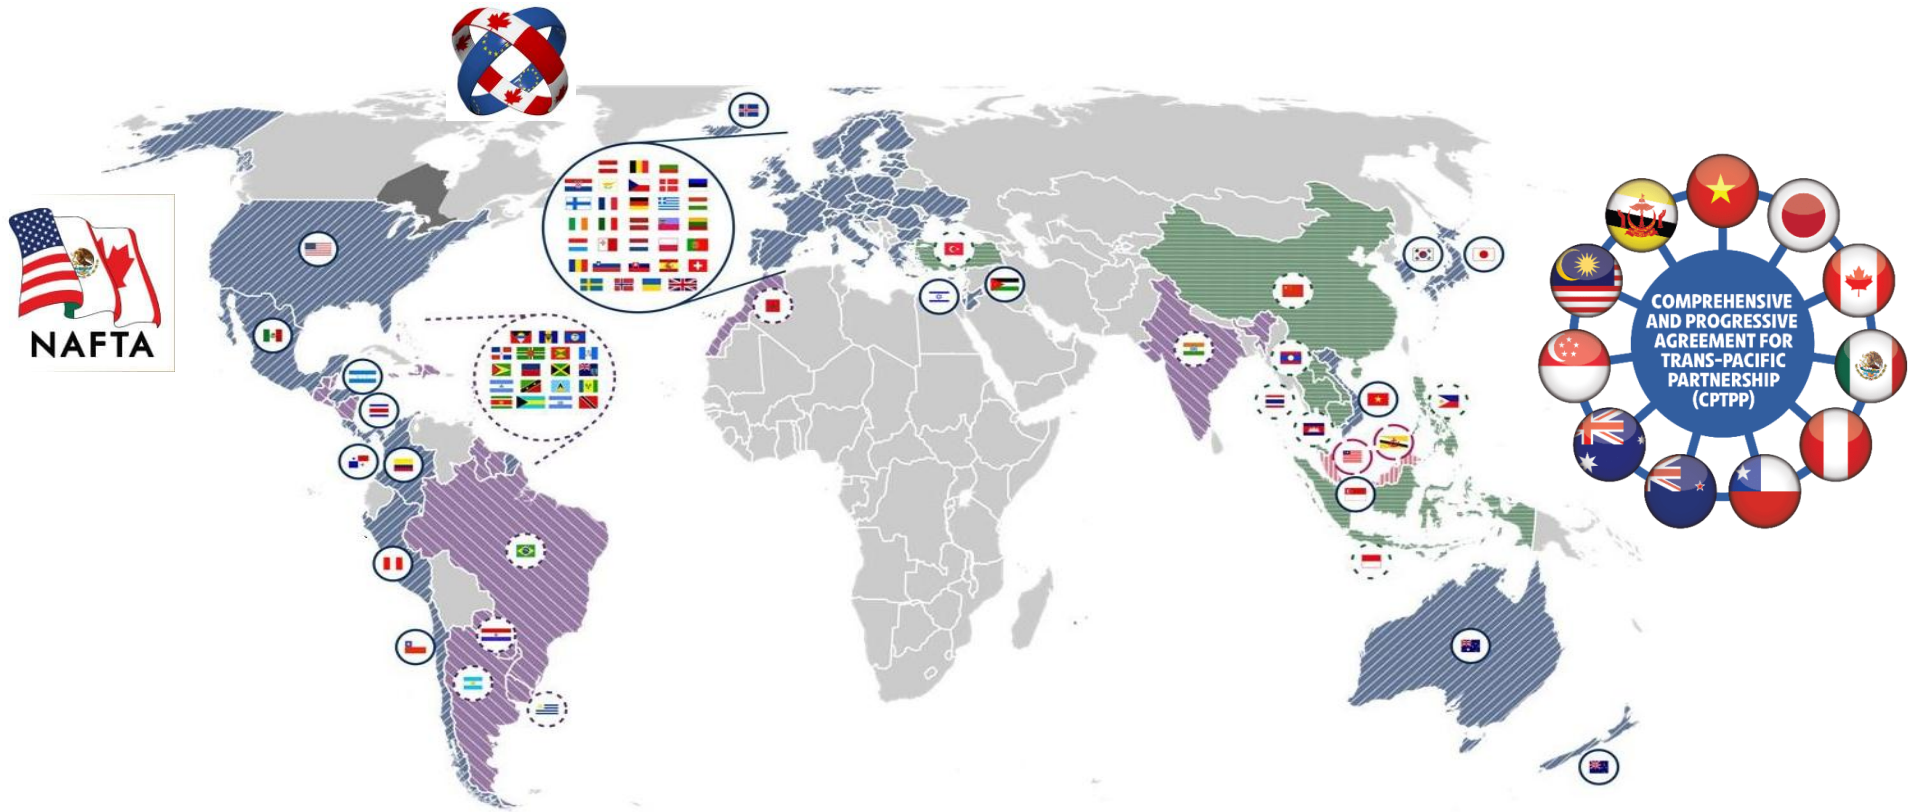 NAFTA
COMPREHENSIVE
AND PROGRESSIVE
AGREEMENT FOR
TRANS-PACIFIC
PARTNERSHIP
(CPTPP)